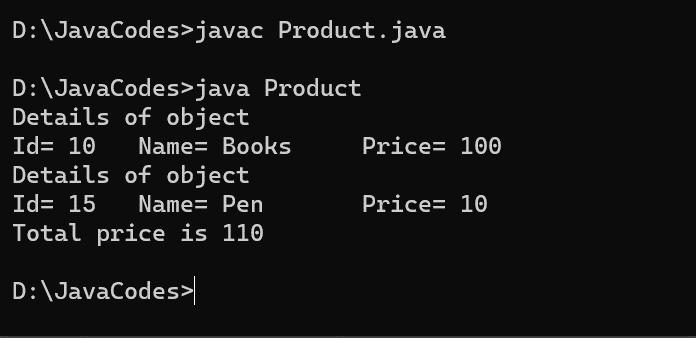 D:\JavaCodes>javac Product.java
D:\JavaCodes>java Product
Details of object
Id= 10   Name= Books     Price= 100
Details of object
Id= 15   Name= Pen       Price= 10
Total price is 110
D:\JavaCodes>